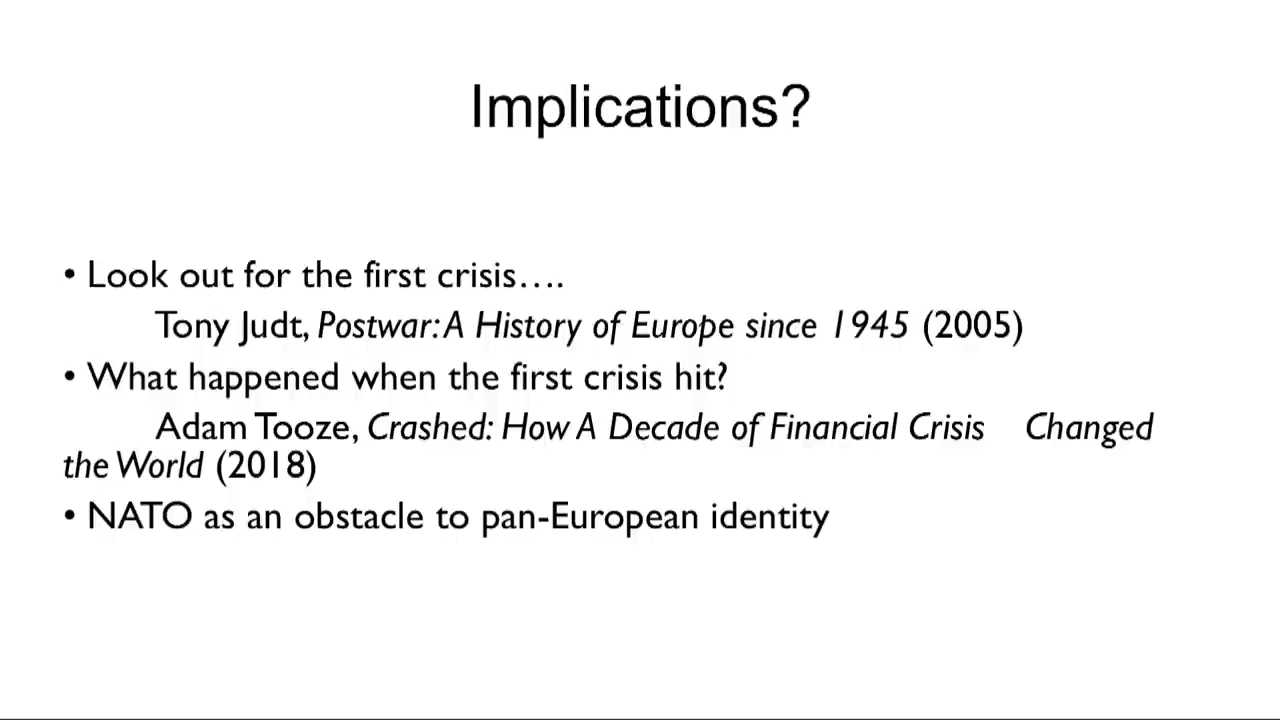 Implications?
• Look out for the first crisis….
Tony Judt, Postwar: A History of Europe since 1945 (2005)
• What happened when the first crisis hit?
Adam Tooze, Crashed: How A Decade of Financial Crisis Changed
the World (2018)
• NATO as an obstacle to pan-European identity